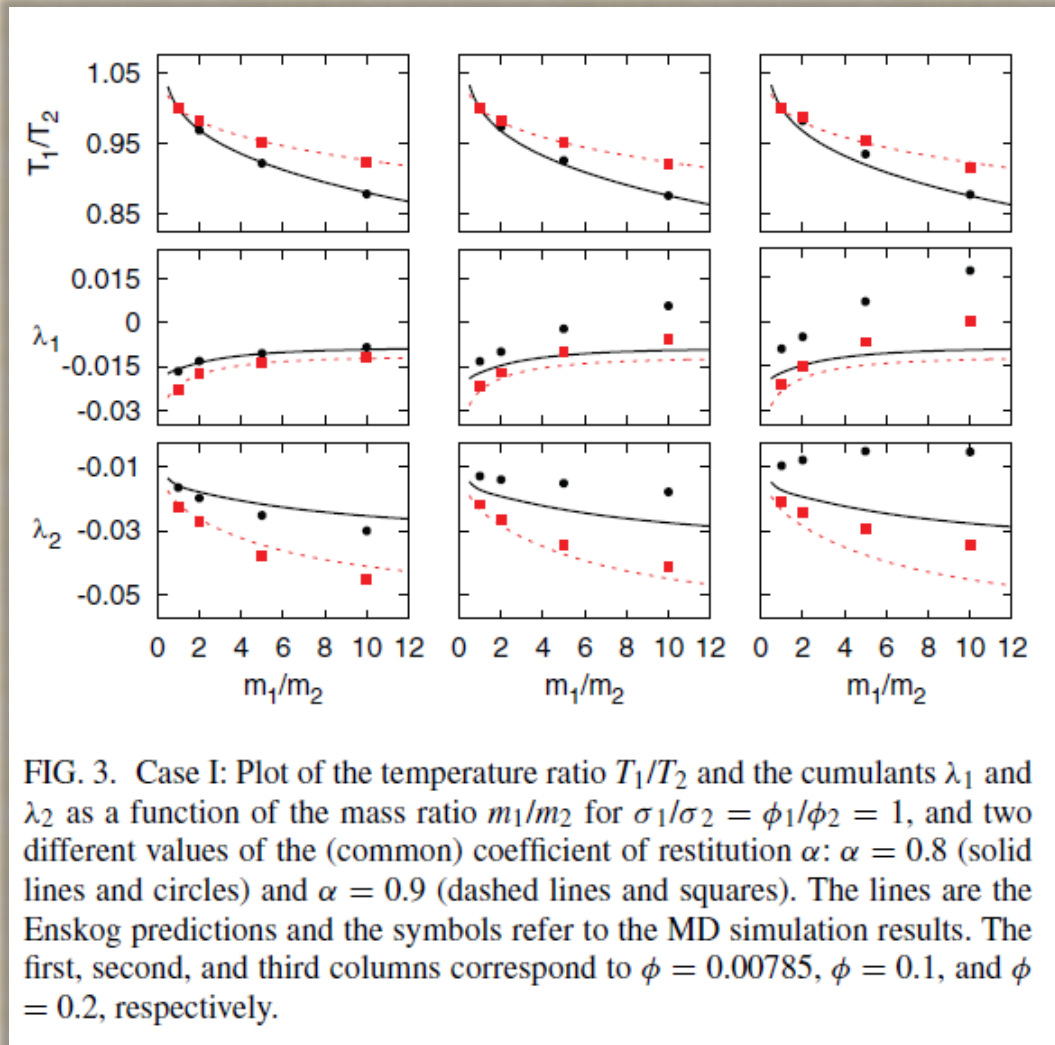 1.05
0.95
0.85
T₁/T₂
0.015
0
-0.015
-0.03
λ₁
-0.01
-0.03
-0.05
λ₂
0 2 4 6 8 10 12
0 2 4 6 8 10 12
0 2 4 6 8 10 12
m₁/m₂
m₁/m₂
m₁/m₂
FIG. 3. Case I: Plot of the temperature ratio T₁/T₂ and the cumulants λ₁ and
λ₂ as a function of the mass ratio m₁/m₂ for σ₁/σ₂ = ϕ₁/ϕ₂ = 1, and two
different values of the (common) coefficient of restitution α: α = 0.8 (solid
lines and circles) and α = 0.9 (dashed lines and squares). The lines are the
Enskog predictions and the symbols refer to the MD simulation results. The
first, second, and third columns correspond to ϕ = 0.00785, ϕ = 0.1, and ϕ
= 0.2, respectively.